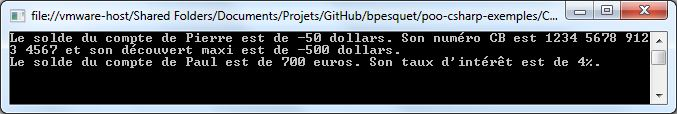 file://vmware-host/Shared Folders/Documents/Projets/GitHub/bpesquet/poo-csharp-exemples/C...
Le solde du compte de Pierre est de -50 dollars. Son numéro CB est 1234 5678 912
3 4567 et son découvert maxi est de -500 dollars.
Le solde du compte de Paul est de 700 euros. Son taux d'intérêt est de 4%.